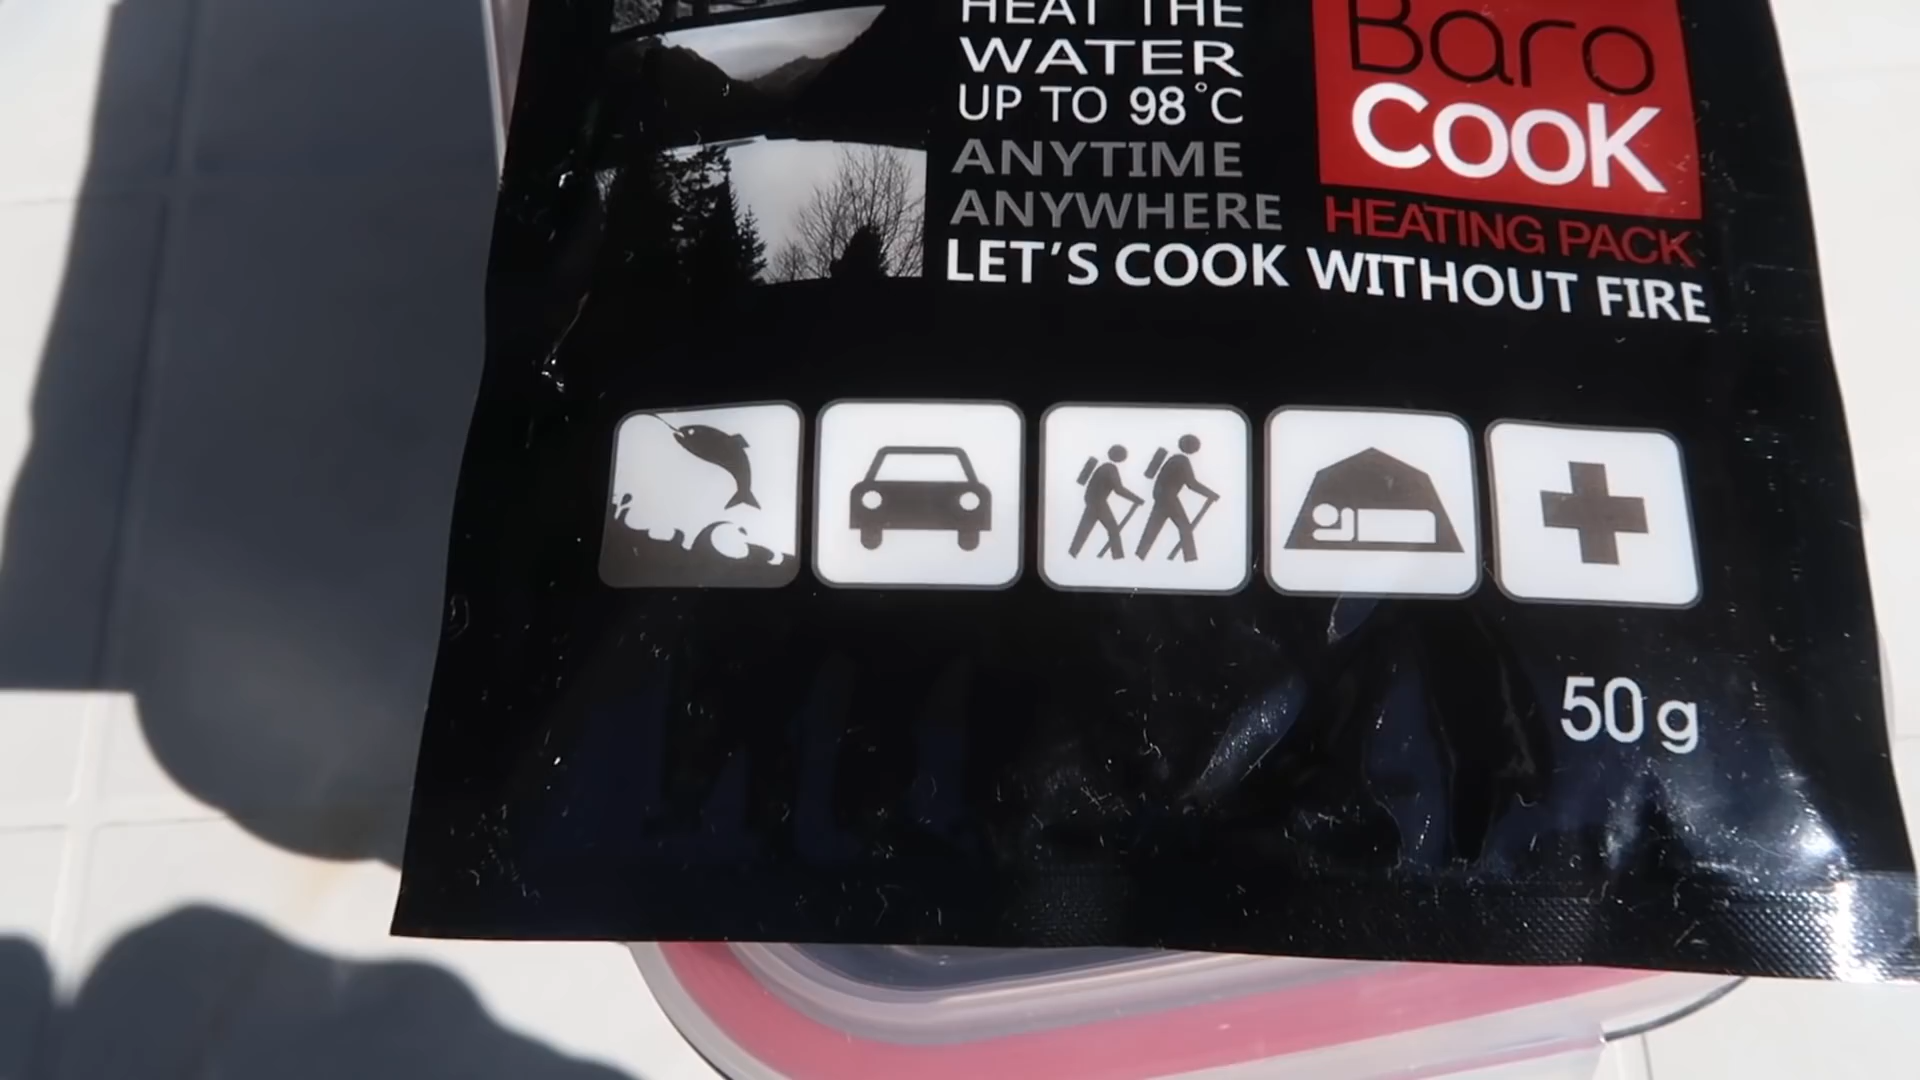 HEAT THE
WATER
UP TO 98°C
ANYTIME
ANYWHERE
Baro
COOK
HEATING PACK
LET'S COOK WITHOUT FIRE
50g